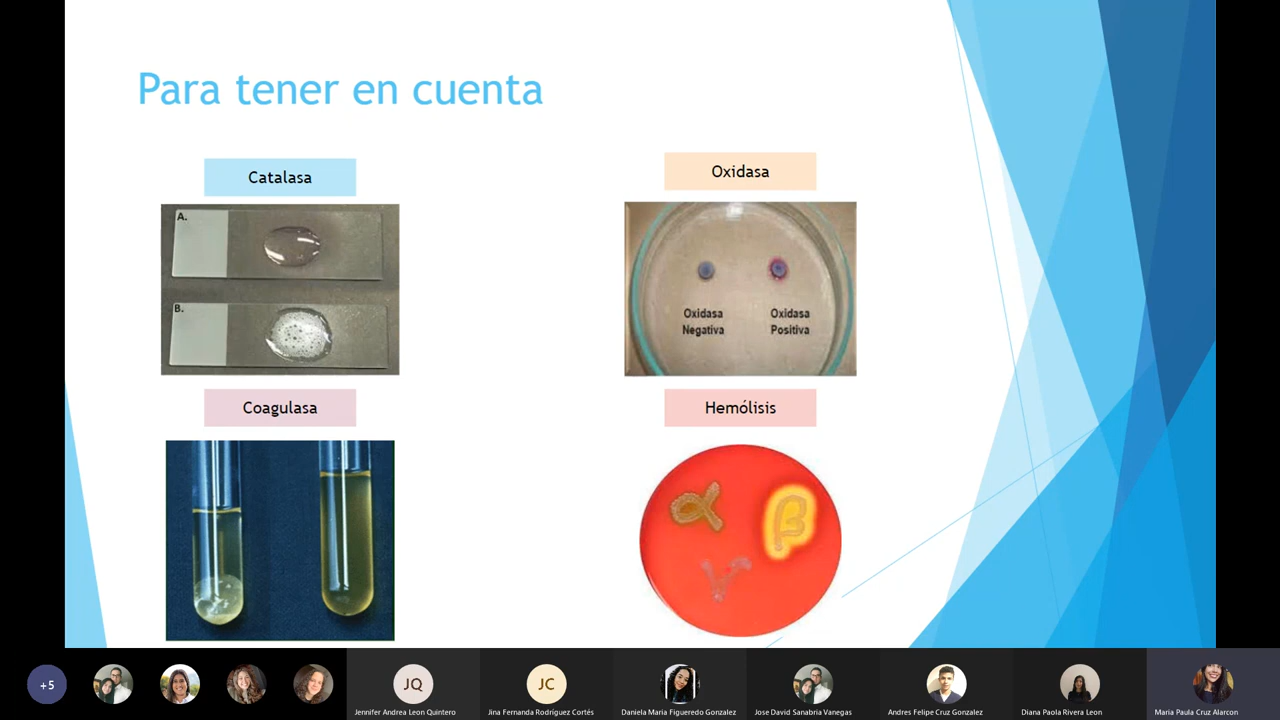 Para tener en cuenta
Catalasa
Oxidasa
A.
B.
Oxidasa
Negativa
Oxidasa
Positiva
Coagulasa
Hemólisis
α
β
γ
+5
JQ
JC
Jennifer Andrea Leon Quintero
Jina Fernanda Rodríguez Cortés
Daniela Maria Figueredo Gonzalez
Jose David Sanabria Vanegas
Andres Felipe Cruz Gonzalez
Diana Paola Rivera Leon
Maria Paula Cruz Alarcon